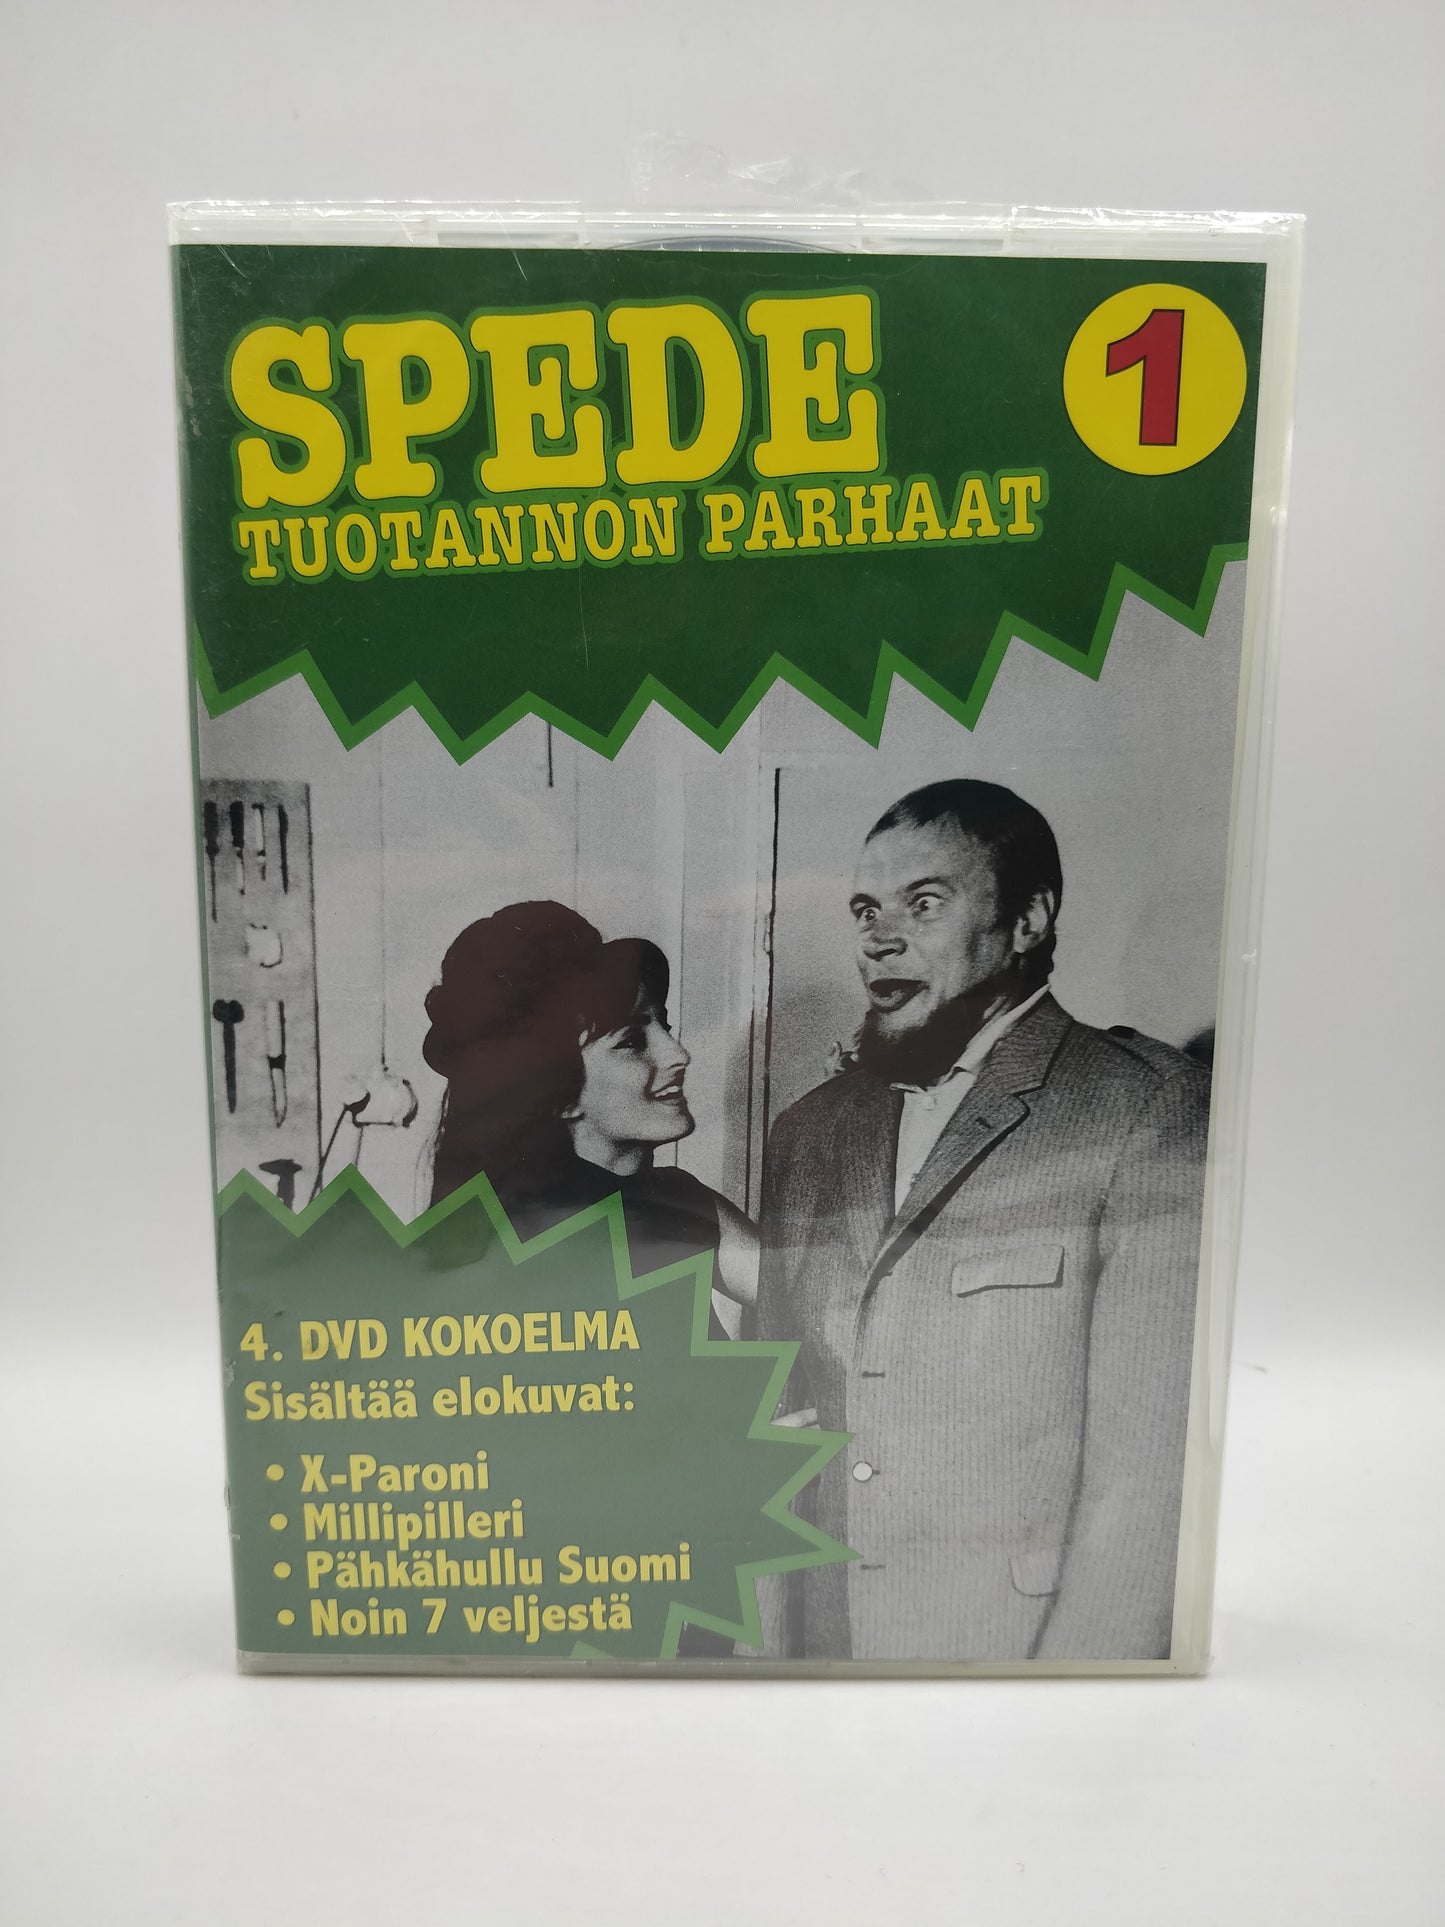 SPEDE
1
TUOTANNON PARHAAT
4. DVD KOKOELMA
Sisältää elokuvat:
• X-Paroni
• Millipilleri
• Pähkähullu Suomi
• Noin 7 veljestä